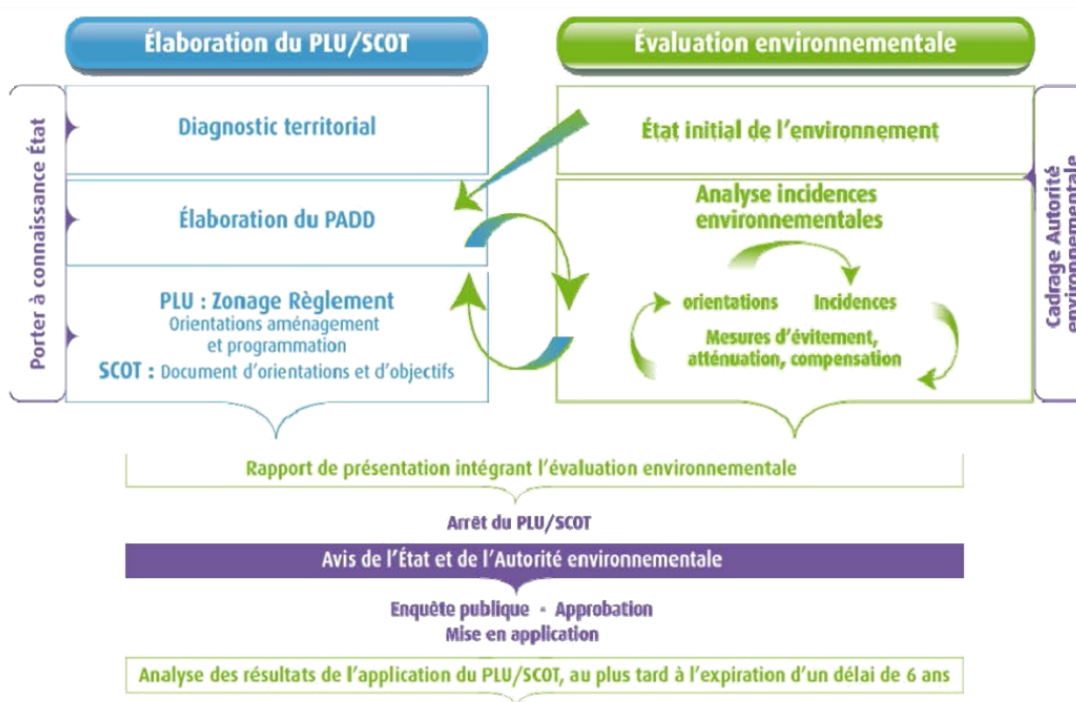 Élaboration du PLU/SCOT
Évaluation environnementale
Porter à connaissance État
Diagnostic territorial
État initial de l'environnement
Cadrage Autorité
environnementale
Élaboration du PADD
Analyse incidences
environnementales
PLU : Zonage Règlement
Orientations aménagement
et programmation
SCOT : Document d'orientations et d'objectifs
orientations
Incidences
Mesures d'évitement,
atténuation, compensation
Rapport de présentation intégrant l'évaluation environnementale
Arrêt du PLU/SCOT
Avis de l'État et de l'Autorité environnementale
Enquête publique • Approbation
Mise en application
Analyse des résultats de l'application du PLU/SCOT, au plus tard à l'expiration d'un délai de 6 ans